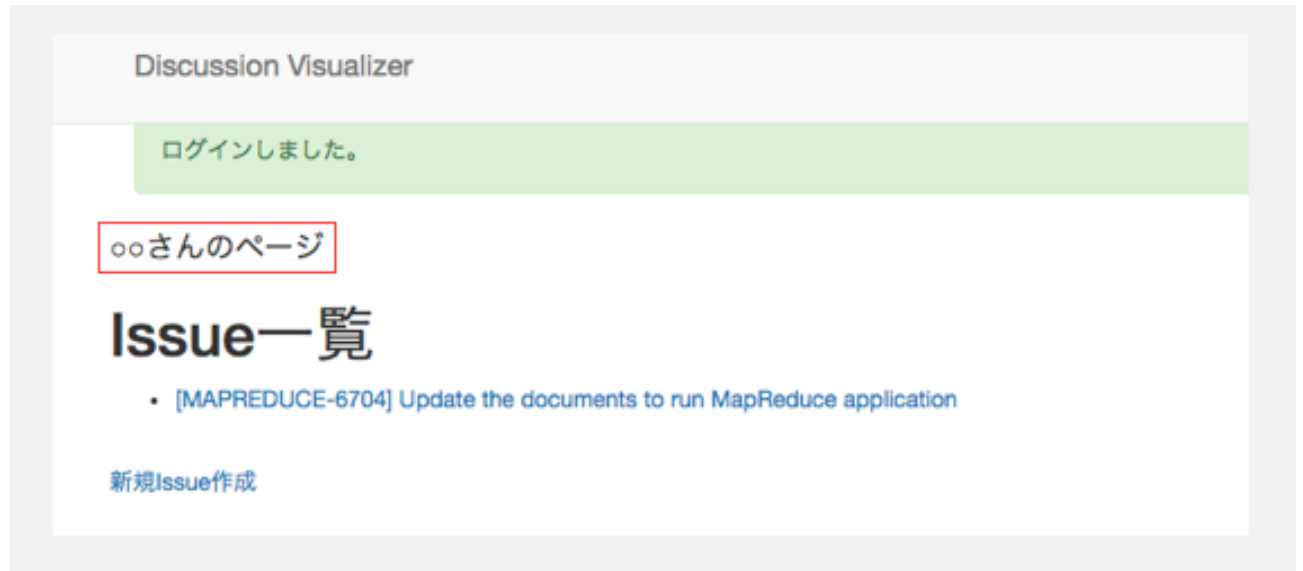 Discussion Visualizer
ログインしました。
○○さんのページ
Issue一覧
• [MAPREDUCE-6704] Update the documents to run MapReduce application
新規Issue作成